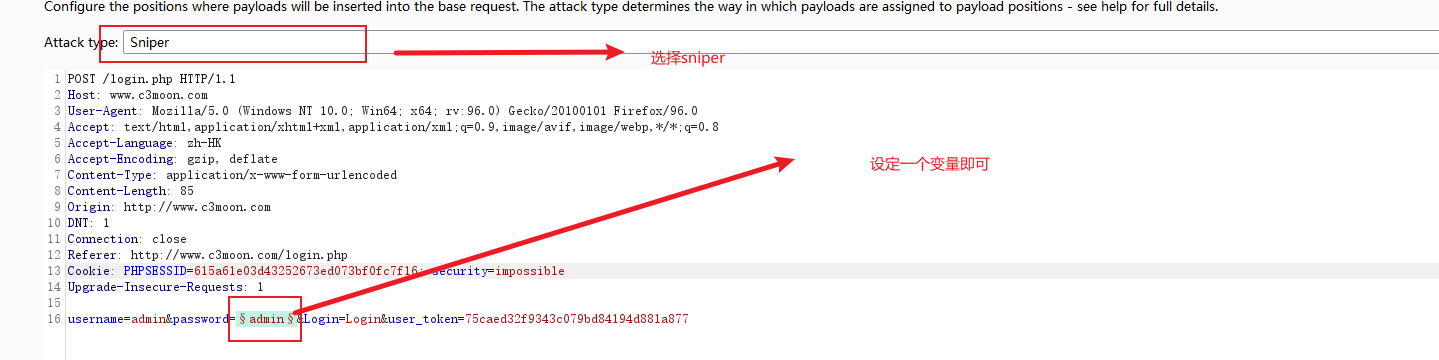 Configure the positions where payloads will be inserted into the base request. The attack type determines the way in which payloads are assigned to payload positions - see help for full details.
Attack type: Sniper
选择sniper
1 POST /login.php HTTP/1.1
2 Host: www.c3moon.com
3 User-Agent: Mozilla/5.0 (Windows NT 10.0; Win64; x64; rv:96.0) Gecko/20100101 Firefox/96.0
4 Accept: text/html,application/xhtml+xml,application/xml;q=0.9,image/avif,image/webp,*/*;q=0.8
5 Accept-Language: zh-HK
设定一个变量即可
6 Accept-Encoding: gzip, deflate
7 Content-Type: application/x-www-form-urlencoded
8 Content-Length: 85
9 Origin: http://www.c3moon.com
10 DNT: 1
11 Connection: close
12 Referer: http://www.c3moon.com/login.php
13 Cookie: PHPSESSID=615a61e03d43252673ed073bf0fc7f16; security=impossible
14 Upgrade-Insecure-Requests: 1
15
16 username=admin&password=§admin§&Login=Login&user_token=75caed32f9343c079bd84194d881a877